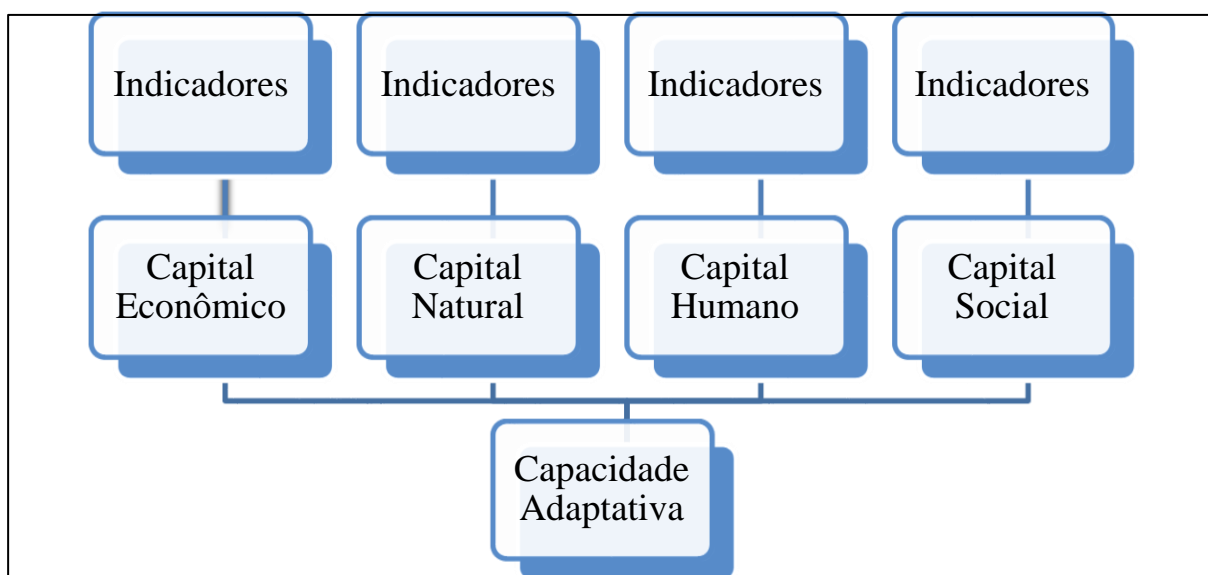 Indicadores
Indicadores
Indicadores
Indicadores
Capital
Econômico
Capital
Natural
Capital
Humano
Capital
Social
Capacidade
Adaptativa